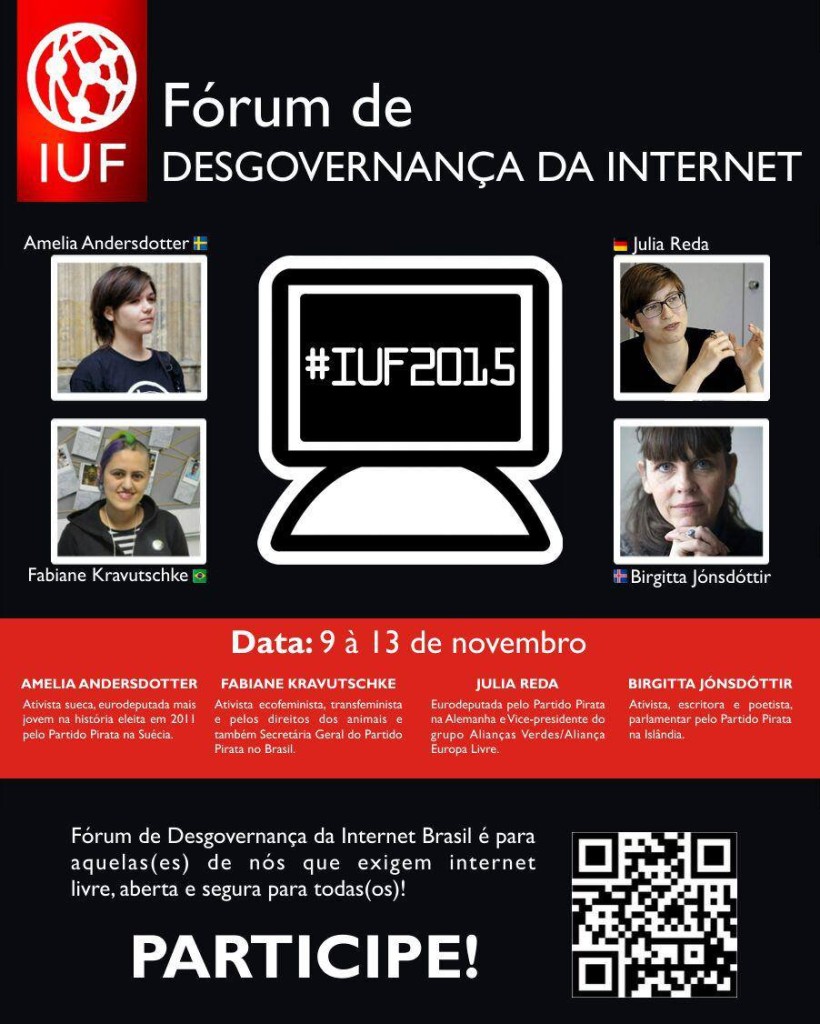 IUF
Fórum de
DESGOVERNANÇA DA INTERNET
Amelia Andersdotter
Julia Reda
#IUF2015
Fabiane Kravutschke
Birgitta Jónsdóttir
Data: 9 à 13 de novembro
AMELIA ANDERSDOTTER
Ativista sueca, eurodeputada mais
jovem na história eleita em 2011
pelo Partido Pirata na Suécia.
FABIANE KRAVUTSCHKE
Ativista ecofeminista, transfeminista
e pelos direitos dos animais e
também Secretária Geral do Partido
Pirata no Brasil.
JULIA REDA
Eurodeputada pelo Partido Pirata
na Alemanha e Vice-presidente do
grupo Alianças Verdes/Aliança
Europa Livre.
BIRGITTA JÓNSDÓTTIR
Ativista, escritora e poetista,
parlamentar pelo Partido Pirata
na Islândia.
Fórum de Desgovernança da Internet Brasil é para
aquelas(es) de nós que exigem internet
livre, aberta e segura para todas(os)!
PARTICIPE!